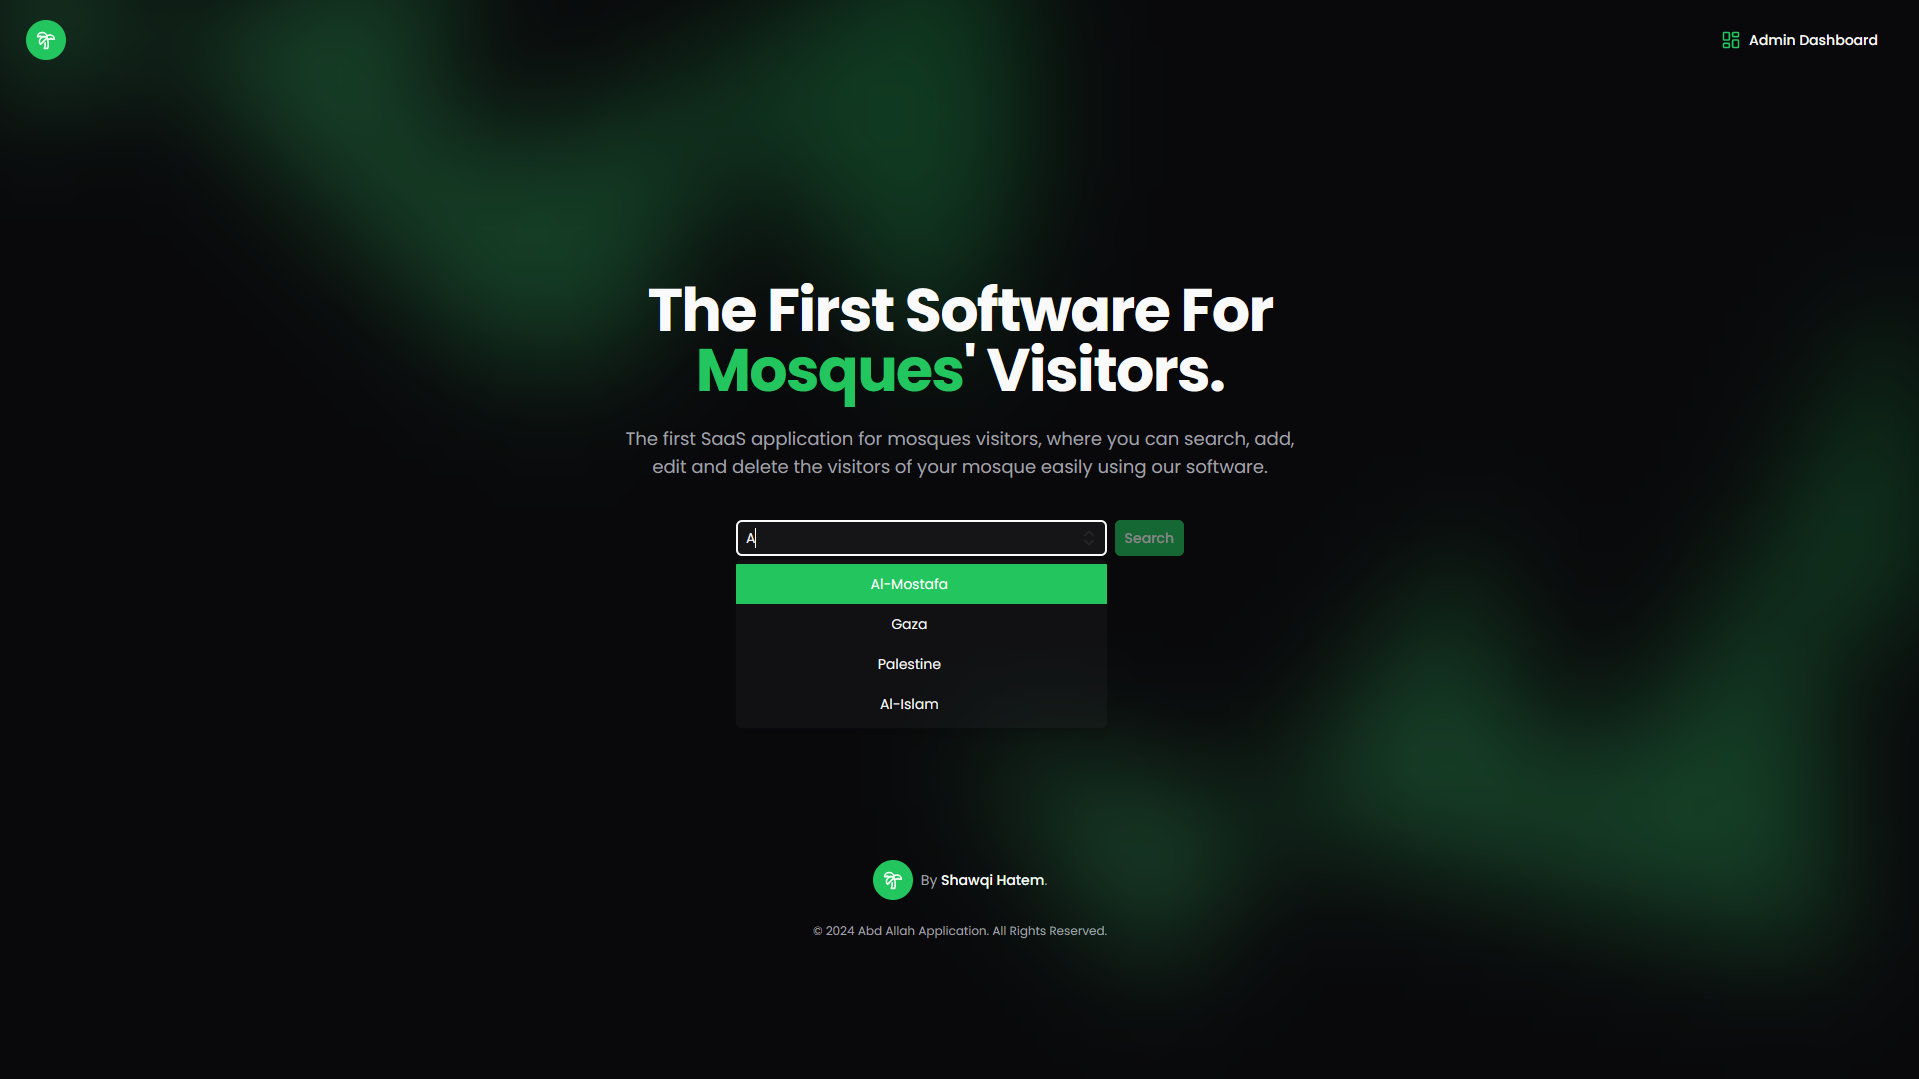 Admin Dashboard
The First Software For
Mosques' Visitors.
The first SaaS application for mosques visitors, where you can search, add,
edit and delete the visitors of your mosque easily using our software.
A
Search
Al-Mostafa
Gaza
Palestine
Al-Islam
By Shawqi Hatem.
© 2024 Abd Allah Application. All Rights Reserved.